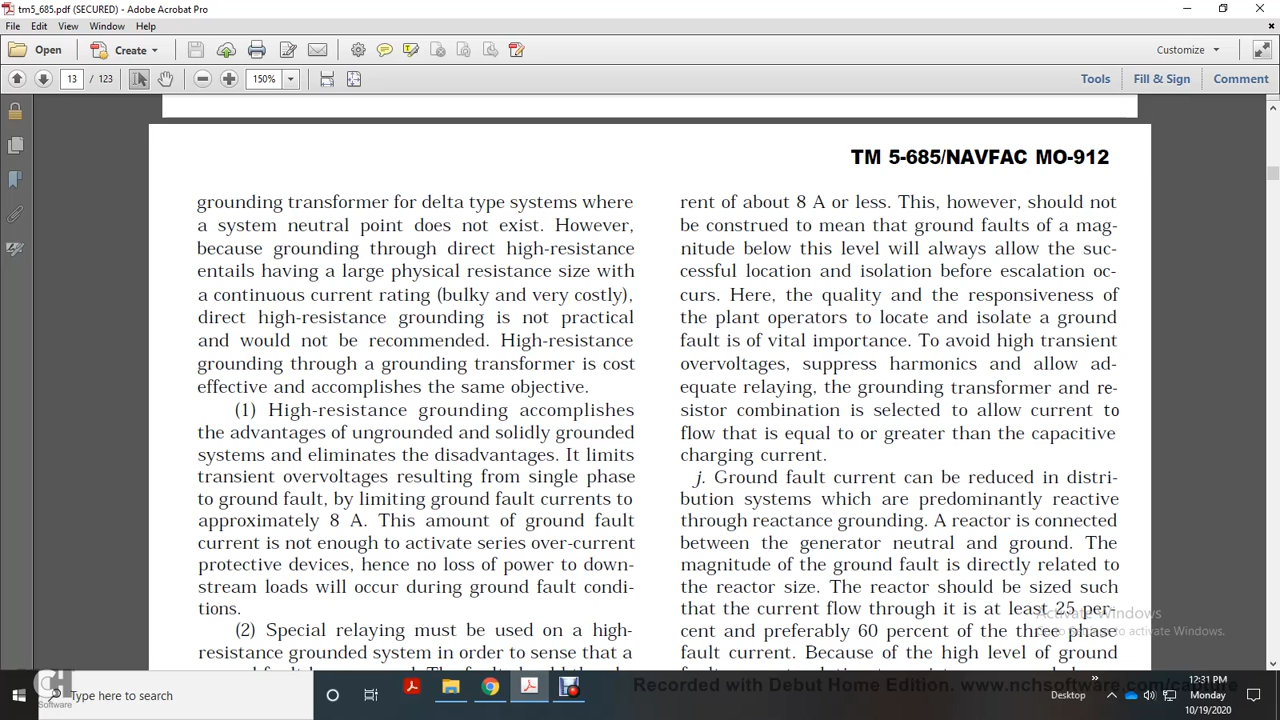 tm5_685.pdf (SECURED) - Adobe Acrobat Pro
File Edit View Window Help
Open Create Customize
13 / 123 150% Tools Fill & Sign Comment
TM 5-685/NAVFAC MO-912
grounding transformer for delta type systems where
a system neutral point does not exist. However,
because grounding through direct high-resistance
entails having a large physical resistance size with
a continuous current rating (bulky and very costly),
direct high-resistance grounding is not practical
and would not be recommended. High-resistance
grounding through a grounding transformer is cost
effective and accomplishes the same objective.
(1) High-resistance grounding accomplishes
the advantages of ungrounded and solidly grounded
systems and eliminates the disadvantages. It limits
transient overvoltages resulting from single phase
to ground fault, by limiting ground fault currents to
approximately 8 A. This amount of ground fault
current is not enough to activate series over-current
protective devices, hence no loss of power to down-
stream loads will occur during ground fault condi-
tions.
(2) Special relaying must be used on a high-
resistance grounded system in order to sense that a
rent of about 8 A or less. This, however, should not
be construed to mean that ground faults of a mag-
nitude below this level will always allow the suc-
cessful location and isolation before escalation oc-
curs. Here, the quality and the responsiveness of
the plant operators to locate and isolate a ground
fault is of vital importance. To avoid high transient
overvoltages, suppress harmonics and allow ad-
equate relaying, the grounding transformer and re-
sistor combination is selected to allow current to
flow that is equal to or greater than the capacitive
charging current.
j. Ground fault current can be reduced in distri-
bution systems which are predominantly reactive
through reactance grounding. A reactor is connected
between the generator neutral and ground. The
magnitude of the ground fault is directly related to
the reactor size. The reactor should be sized such
that the current flow through it is at least 25 per-
cent and preferably 60 percent of the three phase
fault current. Because of the high level of ground
Activate Windows
Go to Settings to activate Windows.
Recorded with Debut Home Edition. www.nchsoftware.com/capture
Software
Type here to search
Desktop
12:31 PM
Monday
10/19/2020